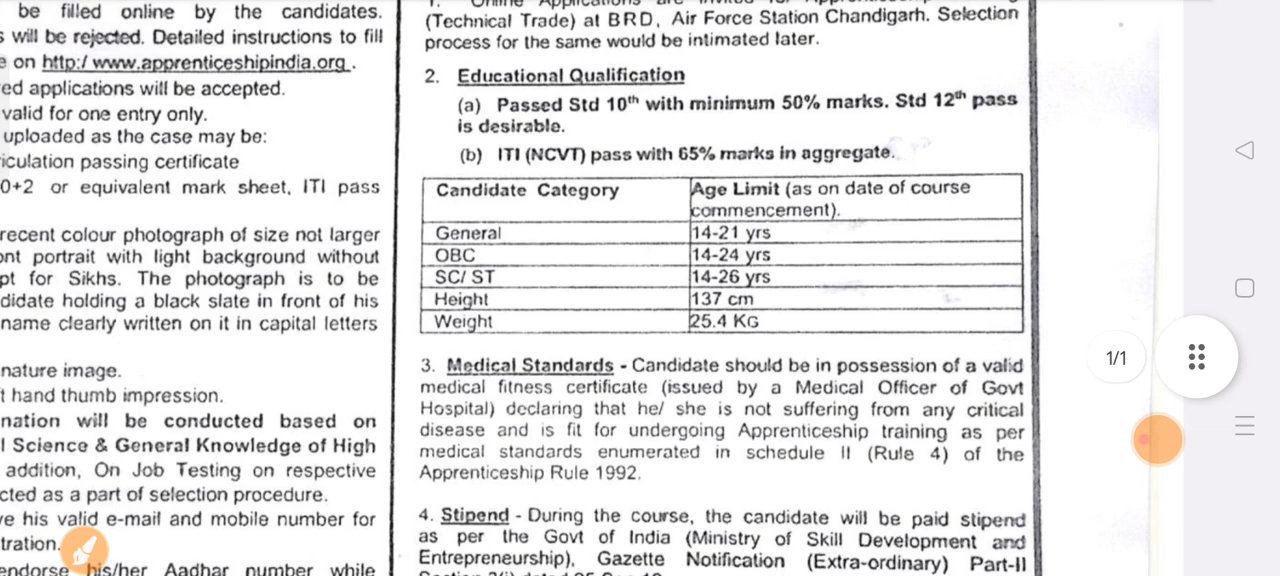 be filled online by the candidates.
s will be rejected. Detailed instructions to fill
e on http:/ www.apprenticeshipindia.org .
ed applications will be accepted.
valid for one entry only.
uploaded as the case may be:
iculation passing certificate
0+2 or equivalent mark sheet, ITI pass
recent colour photograph of size not larger
ont portrait with light background without
pt for Sikhs. The photograph is to be
didate holding a black slate in front of his
name clearly written on it in capital letters
nature image.
t hand thumb impression.
nation will be conducted based on
l Science & General Knowledge of High
addition, On Job Testing on respective
cted as a part of selection procedure.
ve his valid e-mail and mobile number for
tration.
endorse his/her Aadhar number while
(Technical Trade) at BRD, Air Force Station Chandigarh. Selection
process for the same would be intimated later.
2. Educational Qualification
(a) Passed Std 10th with minimum 50% marks. Std 12th pass
is desirable.
(b) ITI (NCVT) pass with 65% marks in aggregate.
Candidate Category Age Limit (as on date of course
commencement).
General 14-21 yrs
OBC 14-24 yrs
SC/ ST 14-26 yrs
Height 137 cm
Weight 25.4 KG
3. Medical Standards - Candidate should be in possession of a valid
medical fitness certificate (issued by a Medical Officer of Govt
Hospital) declaring that he/ she is not suffering from any critical
disease and is fit for undergoing Apprenticeship training as per
medical standards enumerated in schedule II (Rule 4) of the
Apprenticeship Rule 1992.
4. Stipend - During the course, the candidate will be paid stipend
as per the Govt of India (Ministry of Skill Development and
Entrepreneurship), Gazette Notification (Extra-ordinary) Part-II
1/1